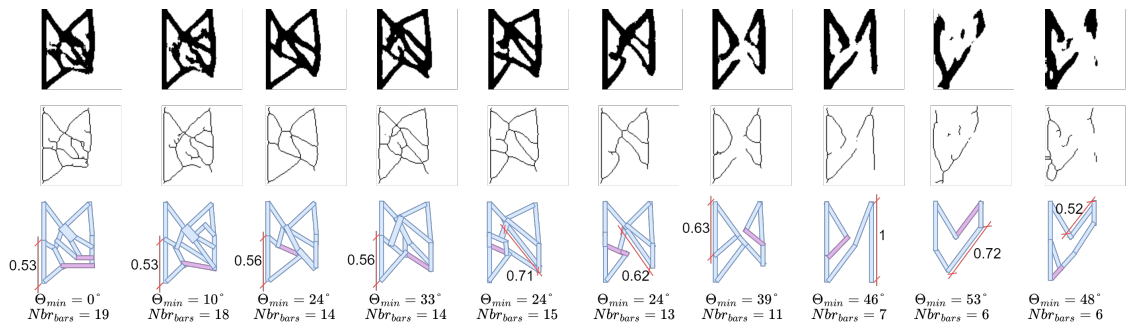 0.53
0.53
0.56
0.56
0.71
0.62
0.63
1
0.72
0.52
Θmin = 0°
Nbrbars = 19
Θmin = 10°
Nbrbars = 18
Θmin = 24°
Nbrbars = 14
Θmin = 33°
Nbrbars = 14
Θmin = 24°
Nbrbars = 15
Θmin = 24°
Nbrbars = 13
Θmin = 39°
Nbrbars = 11
Θmin = 46°
Nbrbars = 7
Θmin = 53°
Nbrbars = 6
Θmin = 48°
Nbrbars = 6